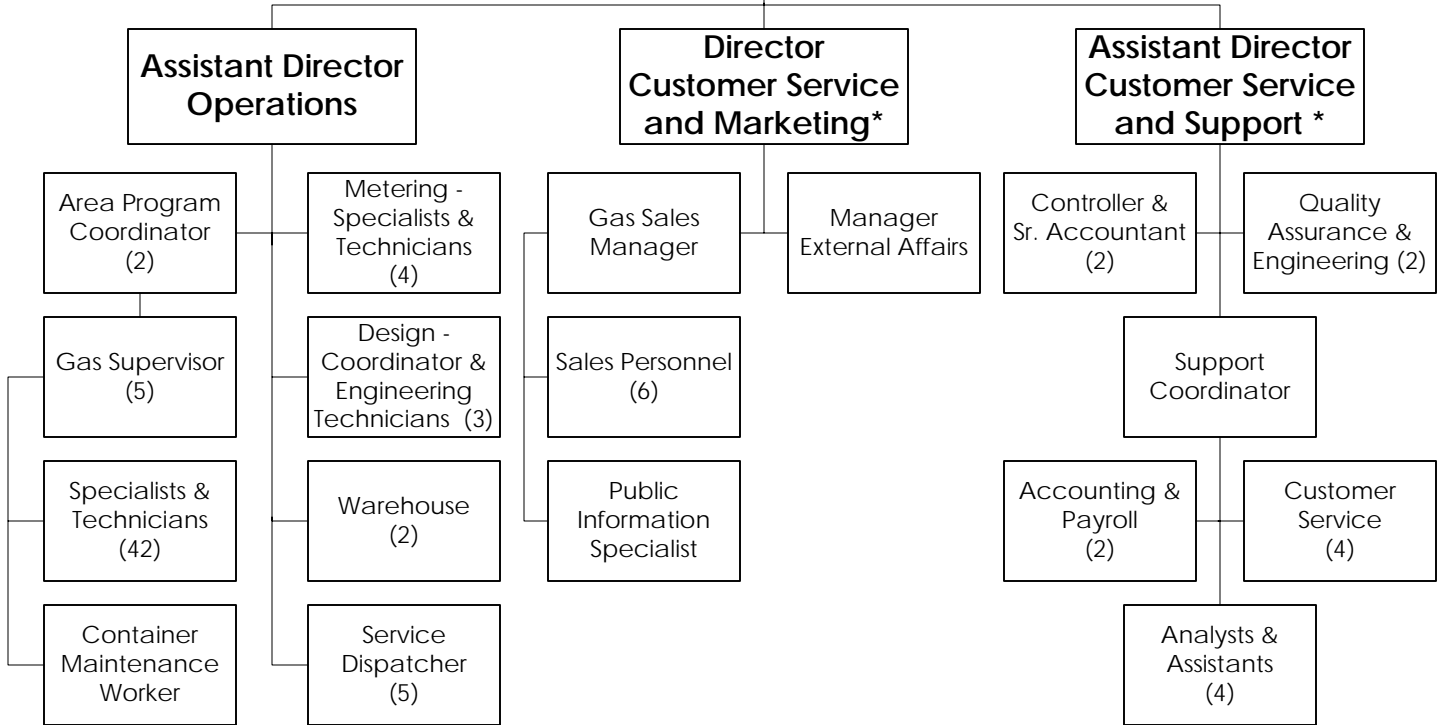 Assistant Director
Operations
Director
Customer Service
and Marketing*
Assistant Director
Customer Service
and Support *
Area Program
Coordinator
(2)
Metering -
Specialists &
Technicians
(4)
Gas Sales
Manager
Manager
External Affairs
Controller &
Sr. Accountant
(2)
Quality
Assurance &
Engineering (2)
Gas Supervisor
(5)
Design -
Coordinator &
Engineering
Technicians (3)
Sales Personnel
(6)
Support
Coordinator
Specialists &
Technicians
(42)
Warehouse
(2)
Public
Information
Specialist
Accounting &
Payroll
(2)
Customer
Service
(4)
Container
Maintenance
Worker
Service
Dispatcher
(5)
Analysts &
Assistants
(4)